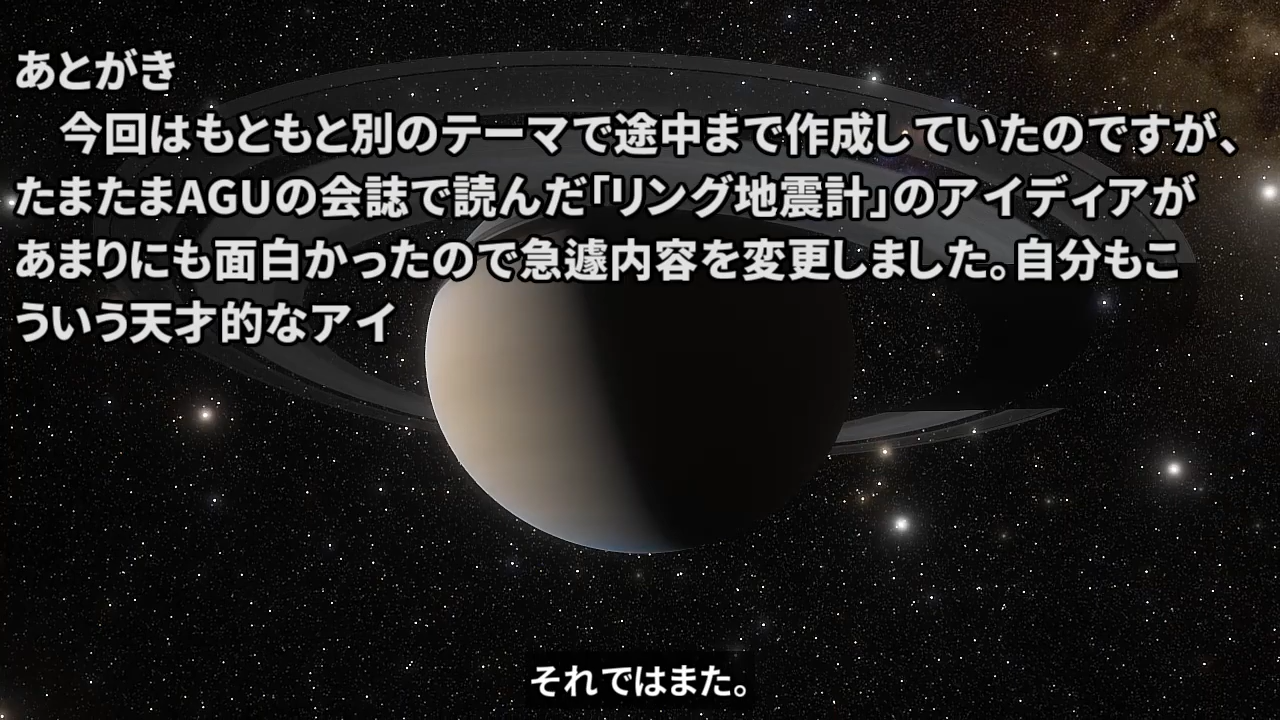 あとがき
　今回はもともと別のテーマで途中まで作成していたのですが、
たまたまAGUの会誌で読んだ「リング地震計」のアイディアが
あまりにも面白かったので急遽内容を変更しました。自分もこ
ういう天才的なアイ
それではまた。